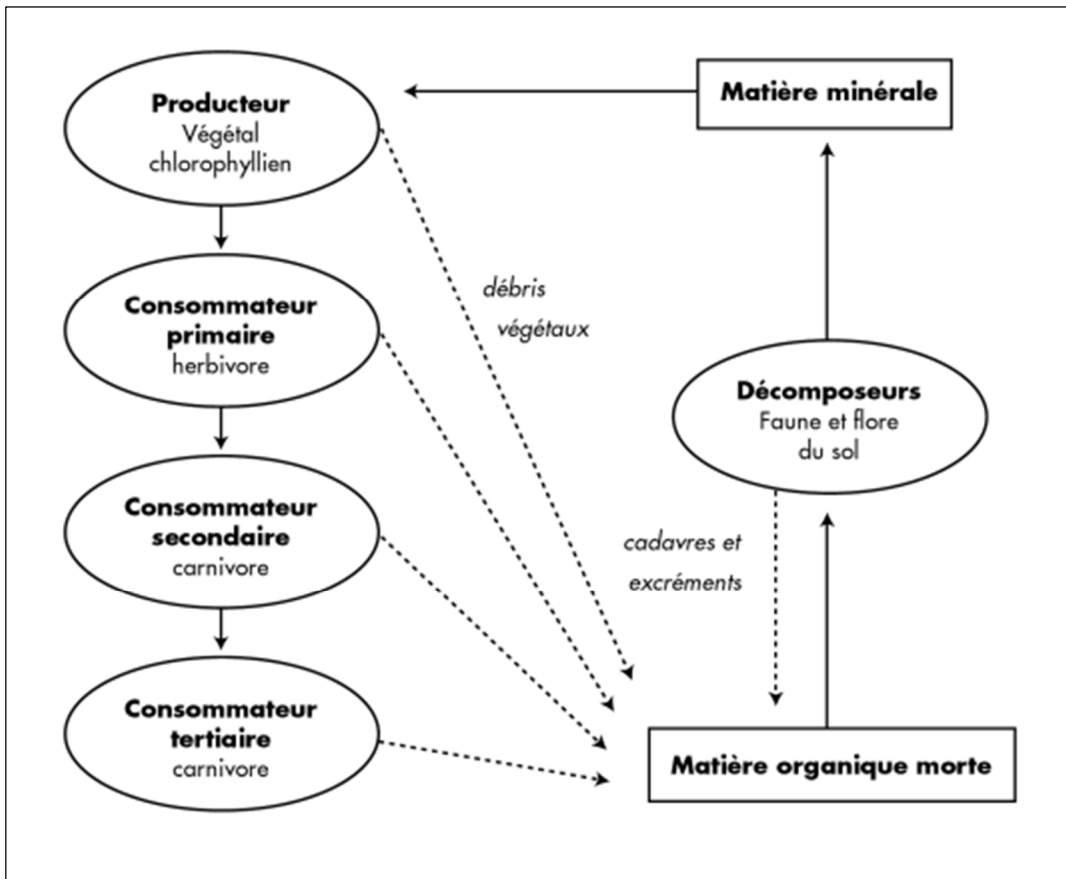 Producteur
Végétal
chlorophyllien
Matière minérale
Consommateur
primaire
herbivore
débris
végétaux
Décomposeurs
Faune et flore
du sol
Consommateur
secondaire
carnivore
cadavres et
excréments
Consommateur
tertiaire
carnivore
Matière organique morte